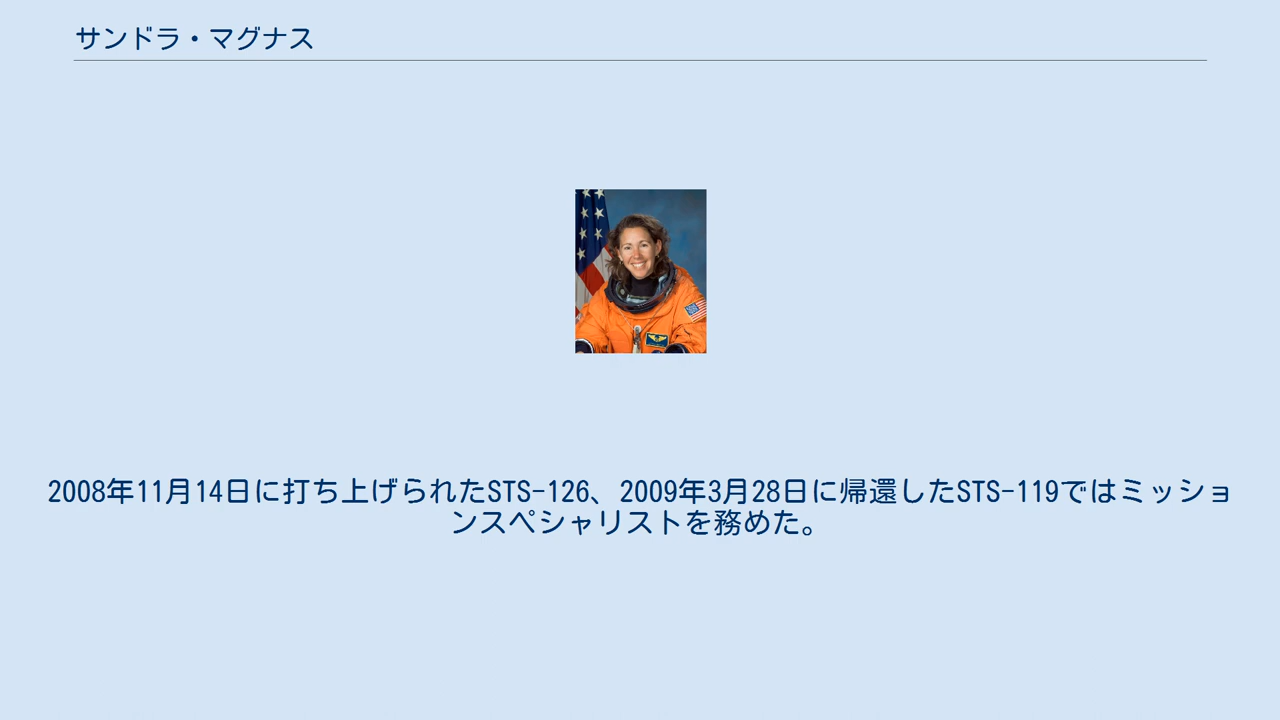 サンドラ・マグナス
2008年11月14日に打ち上げられたSTS-126、2009年3月28日に帰還したSTS-119ではミッショ
ンスペシャリストを務めた。